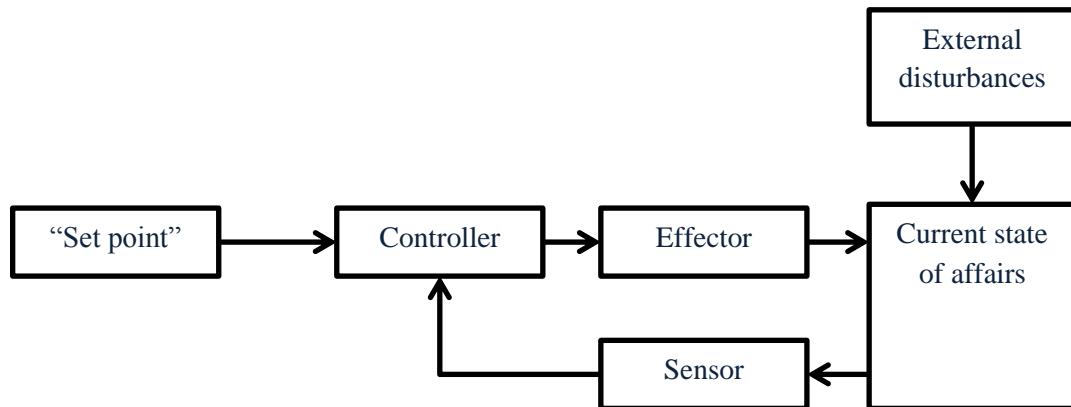 External
disturbances
“Set point”
Controller
Effector
Current state
of affairs
Sensor